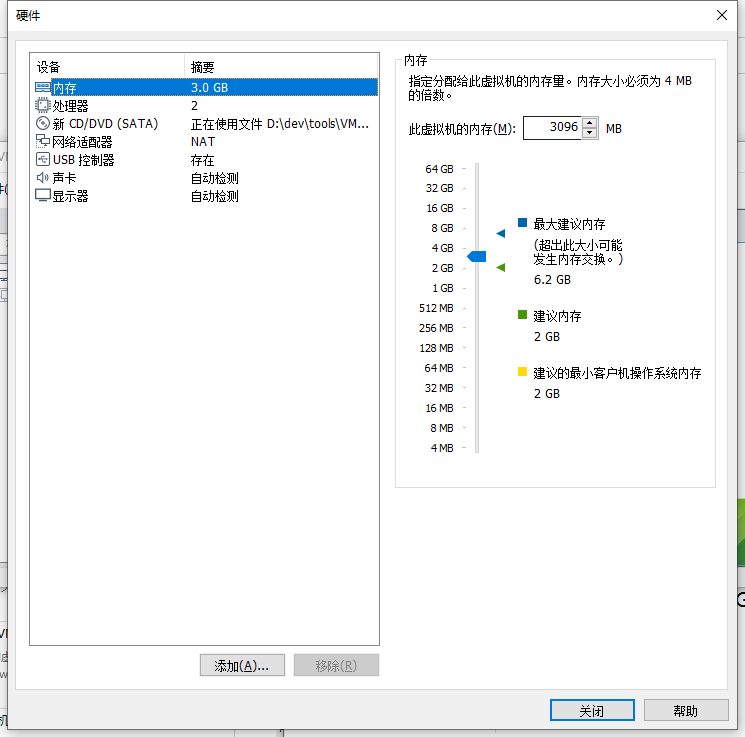 硬件
设备 摘要
内存 3.0 GB
处理器 2
新 CD/DVD (SATA) 正在使用文件 D:\dev\tools\VM...
网络适配器 NAT
USB 控制器 存在
声卡 自动检测
显示器 自动检测
添加(A)... 移除(R)
内存
指定分配给此虚拟机的内存量。内存大小必须为 4 MB
的倍数。
此虚拟机的内存(M): 3096 MB
64 GB
32 GB
16 GB
8 GB
4 GB
2 GB
1 GB
512 MB
256 MB
128 MB
64 MB
32 MB
16 MB
8 MB
4 MB
最大建议内存
(超出此大小可能
发生内存交换。)
6.2 GB
建议内存
2 GB
建议的最小客户机操作系统内存
2 GB
关闭 帮助